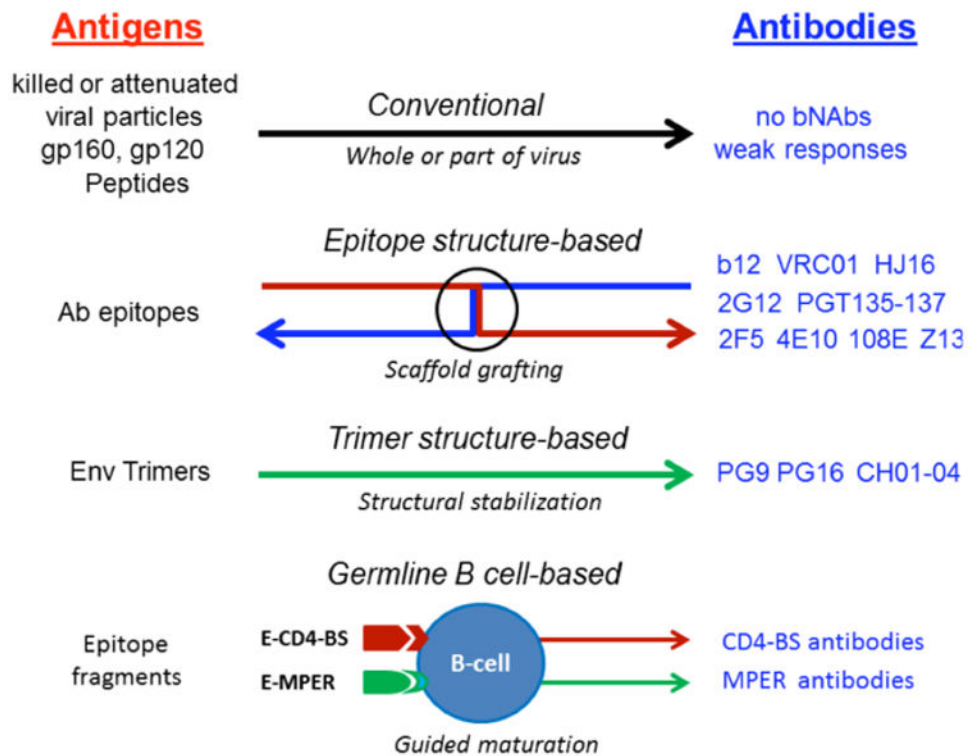 Antigens
Antibodies
killed or attenuated
viral particles
gp160, gp120
Peptides
Conventional
Whole or part of virus
no bNAbs
weak responses
Epitope structure-based
Ab epitopes
Scaffold grafting
b12 VRC01 HJ16
2G12 PGT135-137
2F5 4E10 108E Z13
Trimer structure-based
Env Trimers
Structural stabilization
PG9 PG16 CH01-04
Germline B cell-based
Epitope
fragments
E-CD4-BS
E-MPER
B-cell
CD4-BS antibodies
MPER antibodies
Guided maturation